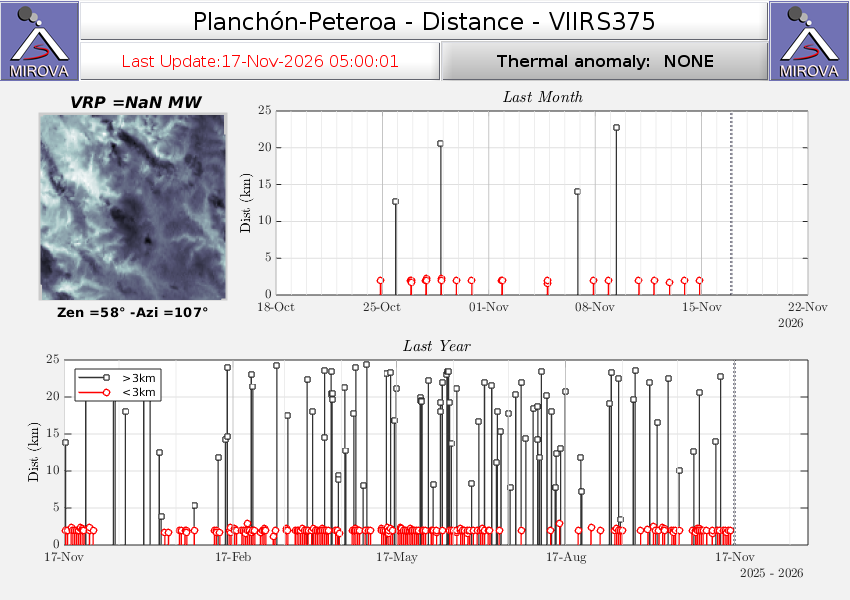 MIROVA
Planchón-Peteroa - Distance - VIIRS375
MIROVA
Last Update:17-Nov-2026 05:00:01
Thermal anomaly: NONE
VRP =NaN MW
Zen =58° -Azi =107°
Last Month
Dist (km)
25
20
15
10
5
0
18-Oct
25-Oct
01-Nov
08-Nov
15-Nov
22-Nov
2026
Last Year
Dist (km)
25
20
15
10
5
0
>3km
<3km
17-Nov
17-Feb
17-May
17-Aug
17-Nov
2025 - 2026